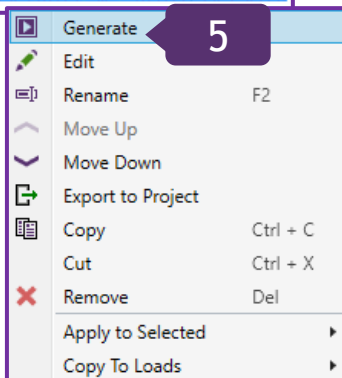 Generate
5
Edit
Rename F2
Move Up
Move Down
Export to Project
Copy Ctrl + C
Cut Ctrl + X
Remove Del
Apply to Selected
Copy To Loads